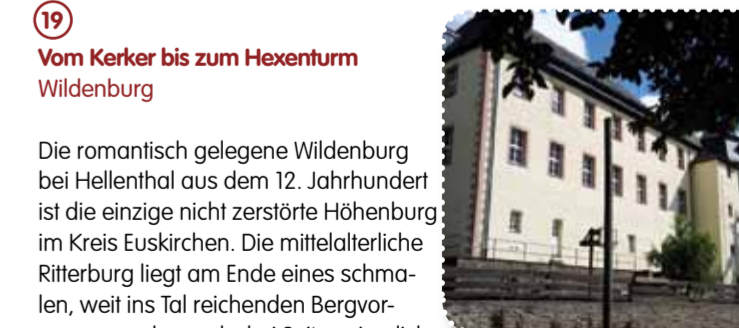 19
Vom Kerker bis zum Hexenturm
Wildenburg
Die romantisch gelegene Wildenburg
bei Hellenthal aus dem 12. Jahrhundert
ist die einzige nicht zerstörte Höhenburg
im Kreis Euskirchen. Die mittelalterliche
Ritterburg liegt am Ende eines schma-
len, weit ins Tal reichenden Bergvor-